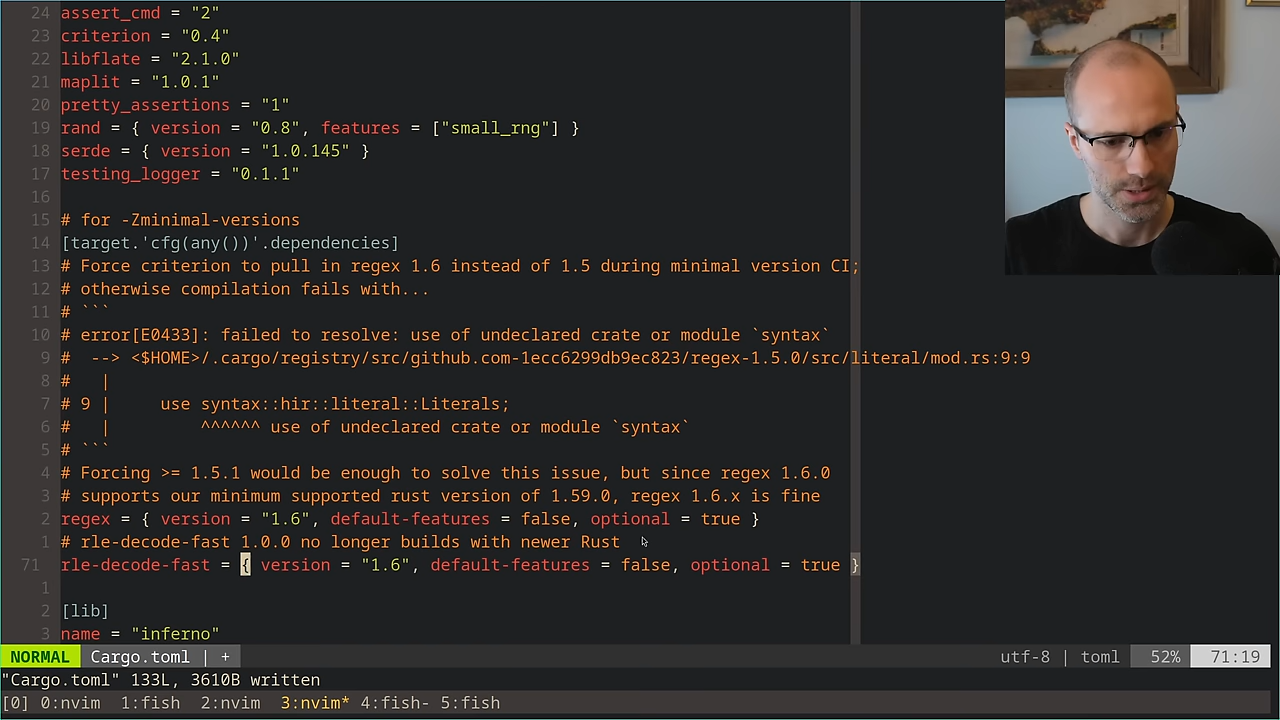 24 assert_cmd = "2"
23 criterion = "0.4"
22 libflate = "2.1.0"
21 maplit = "1.0.1"
20 pretty_assertions = "1"
19 rand = { version = "0.8", features = ["small_rng"] }
18 serde = { version = "1.0.145" }
17 testing_logger = "0.1.1"
16
15 # for -Zminimal-versions
14 [target.'cfg(any())'.dependencies]
13 # Force criterion to pull in regex 1.6 instead of 1.5 during minimal version CI;
12 # otherwise compilation fails with...
11 # ```
10 # error[E0433]: failed to resolve: use of undeclared crate or module `syntax`
9 #  --> <$HOME>/.cargo/registry/src/github.com-1ecc6299db9ec823/regex-1.5.0/src/literal/mod.rs:9:9
8 #   |
7 # 9 |     use syntax::hir::literal::Literals;
6 #   |         ^^^^^^ use of undeclared crate or module `syntax`
5 # ```
4 # Forcing >= 1.5.1 would be enough to solve this issue, but since regex 1.6.0
3 # supports our minimum supported rust version of 1.59.0, regex 1.6.x is fine
2 regex = { version = "1.6", default-features = false, optional = true }
1 # rle-decode-fast 1.0.0 no longer builds with newer Rust
71 rle-decode-fast = { version = "1.6", default-features = false, optional = true }
1
2 [lib]
3 name = "inferno"
NORMAL Cargo.toml | + utf-8 | toml 52% 71:19
"Cargo.toml" 133L, 3610B written
[0] 0:nvim 1:fish 2:nvim 3:nvim* 4:fish- 5:fish